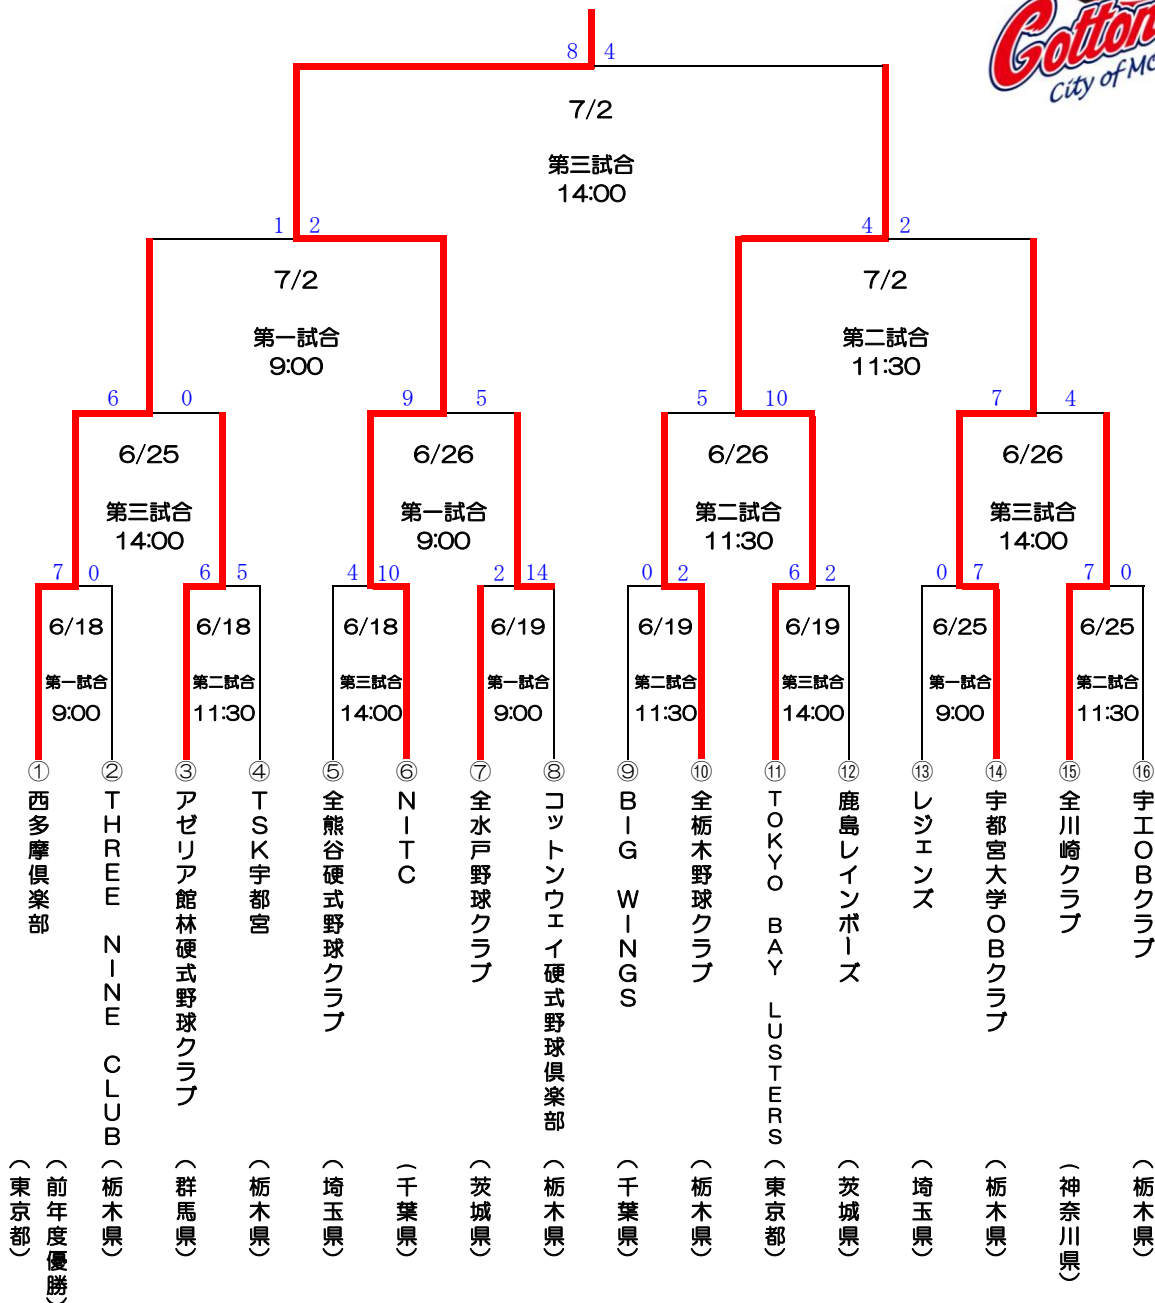 Cotton
City of Mo
8 4
7/2
第三試合
14:00
1 2
4 2
7/2
第一試合
9:00
7/2
第二試合
11:30
6 0
9 5
5 10
7 4
6/25
第三試合
14:00
6/26
第一試合
9:00
6/26
第二試合
11:30
6/26
第三試合
14:00
7 0
6 5
4 10
2 14
0 2
6 2
0 7
7 0
6/18
第一試合
9:00
6/18
第二試合
11:30
6/18
第三試合
14:00
6/19
第一試合
9:00
6/19
第二試合
11:30
6/19
第三試合
14:00
6/25
第一試合
9:00
6/25
第二試合
11:30
①西多摩倶楽部
(前年度優勝)
(東京都)
②THREE NINE CLUB
(栃木県)
③アゼリア館林硬式野球クラブ
(群馬県)
④TSK宇都宮
(栃木県)
⑤全熊谷硬式野球クラブ
(埼玉県)
⑥NITC
(千葉県)
⑦全水戸野球クラブ
(茨城県)
⑧コットンウェイ硬式野球倶楽部
(栃木県)
⑨BIG WINGS
(千葉県)
⑩全栃木野球クラブ
(栃木県)
⑪TOKYO BAY LUSTERS
(東京都)
⑫鹿島レインボーズ
(茨城県)
⑬レジェンズ
(埼玉県)
⑭宇都宮大学OBクラブ
(栃木県)
⑮全川崎クラブ
(神奈川県)
⑯宇工OBクラブ
(栃木県)